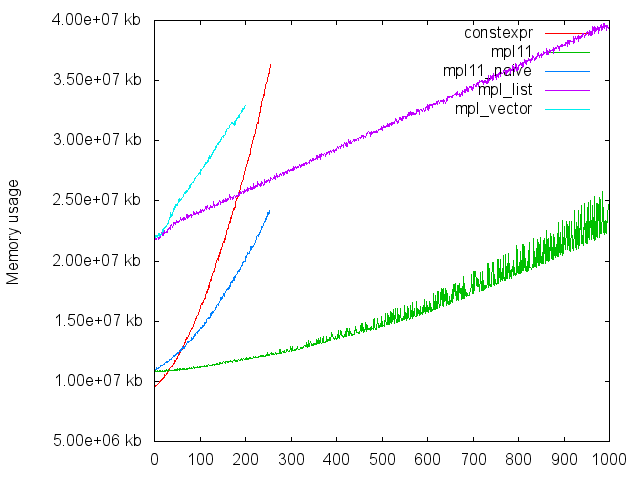 4.00e+07 kb
3.50e+07 kb
3.00e+07 kb
2.50e+07 kb
2.00e+07 kb
1.50e+07 kb
1.00e+07 kb
5.00e+06 kb
Memory usage
constexpr
mpl11
mpl11_naive
mpl_list
mpl_vector
0 100 200 300 400 500 600 700 800 900 1000